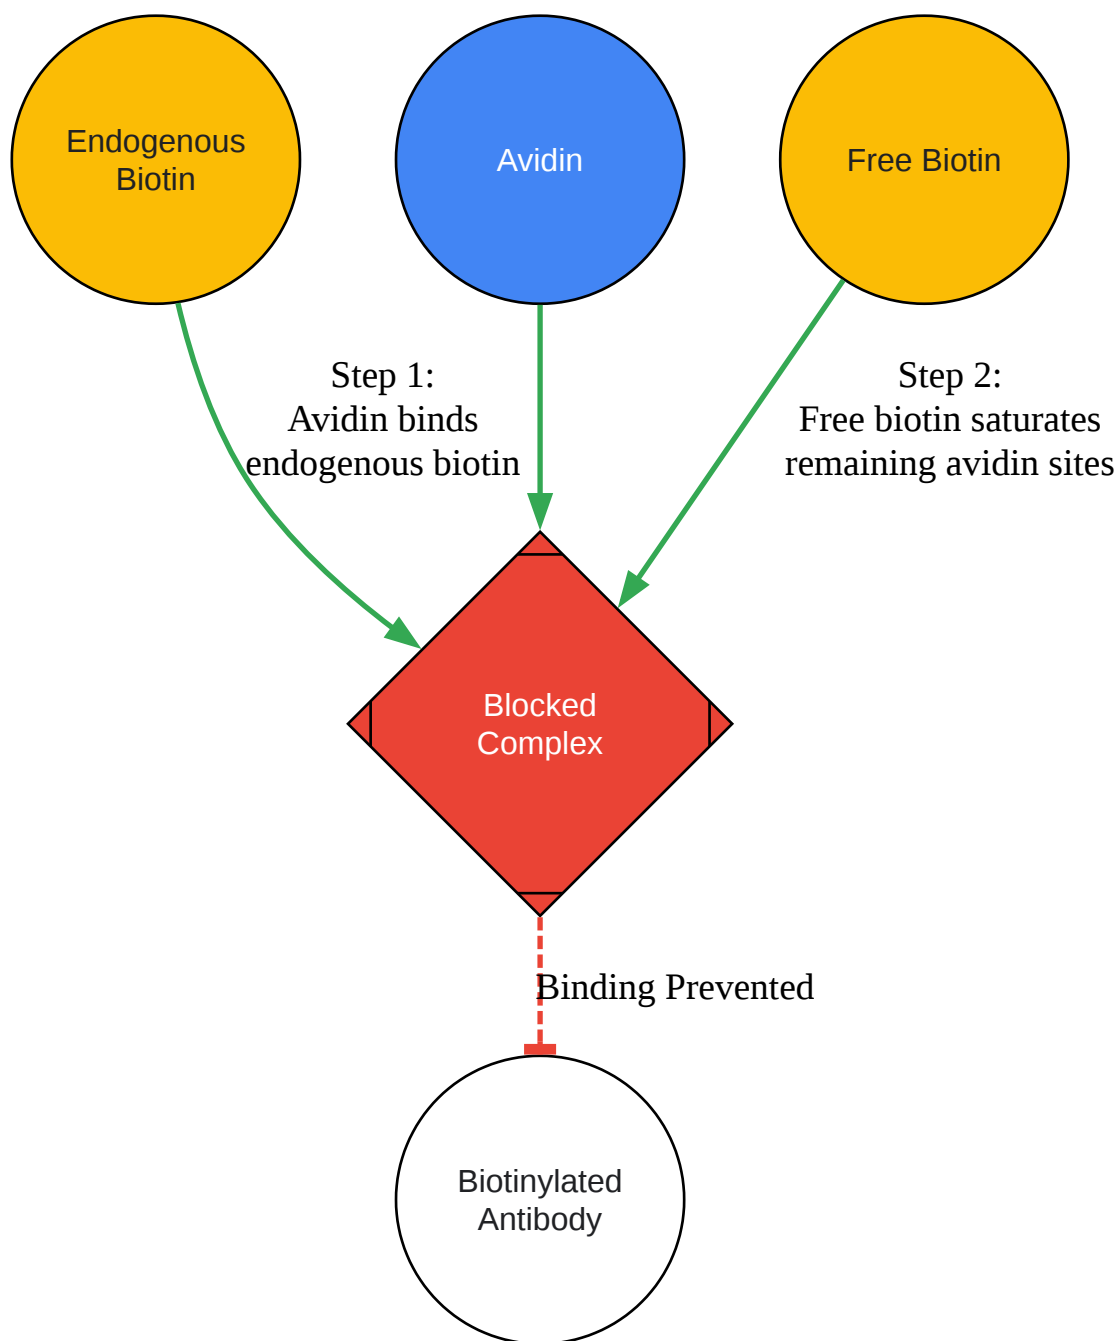 Endogenous
Biotin
Avidin
Free Biotin
Step 1:
Avidin binds
endogenous biotin
Step 2:
Free biotin saturates
remaining avidin sites
Blocked
Complex
Binding Prevented
Biotinylated
Antibody